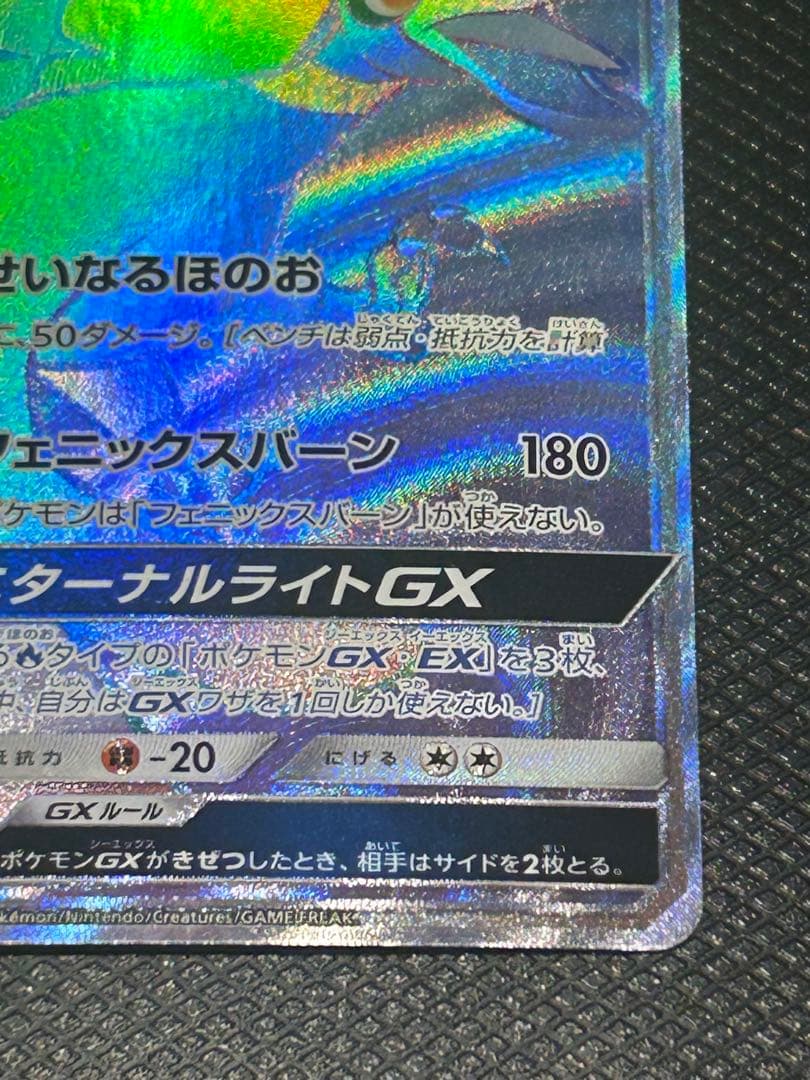 せいなるほのお
、50ダメージ。[ベンチは弱点・抵抗力を計算
フェニックスバーン 180
ケモンは「フェニックスバーン」が使えない。
エターナルライトGX
タイプの「ポケモンGX・EX」を3枚、
中、自分はGXワザを1回しか使えない。]
抵抗力 -20 にげる
GXルール
ポケモンGXがきぜつしたとき、相手はサイドを2枚とる。
kémon/Nintendo/Creatures/GAME FREAK